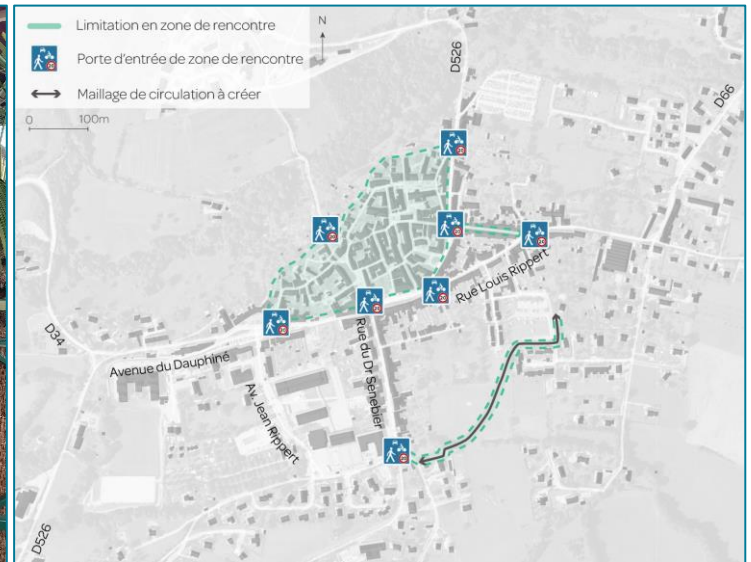 Limitation en zone de rencontre
Porte d'entrée de zone de rencontre
Maillage de circulation à créer
0 100m
N
D526
D66
Rue Louis Rippert
D34
Avenue du Dauphiné
Rue du Dr Senebier
Av. Jean Rippert
D526